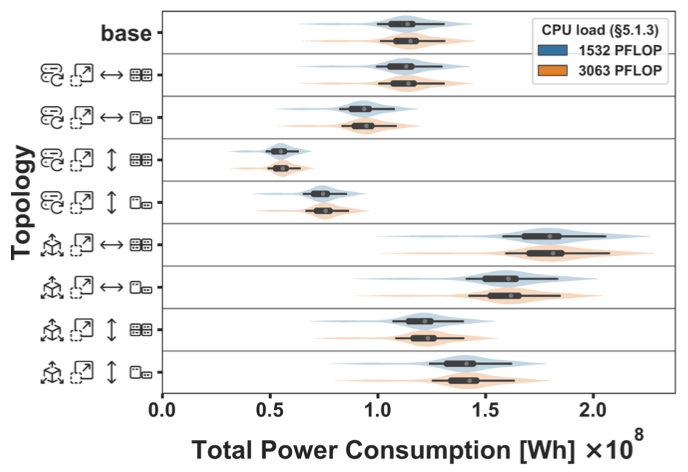 base
CPU load (§5.1.3)
1532 PFLOP
3063 PFLOP
Topology
0.0 0.5 1.0 1.5 2.0
Total Power Consumption [Wh] ×10⁸